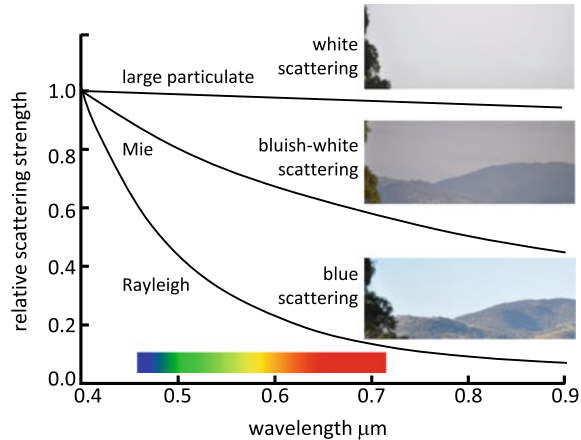 white
scattering
large particulate
bluish-white
scattering
Mie
blue
scattering
Rayleigh
relative scattering strength
1.0
0.8
0.6
0.4
0.2
0.0
0.4 0.5 0.6 0.7 0.8 0.9
wavelength μm